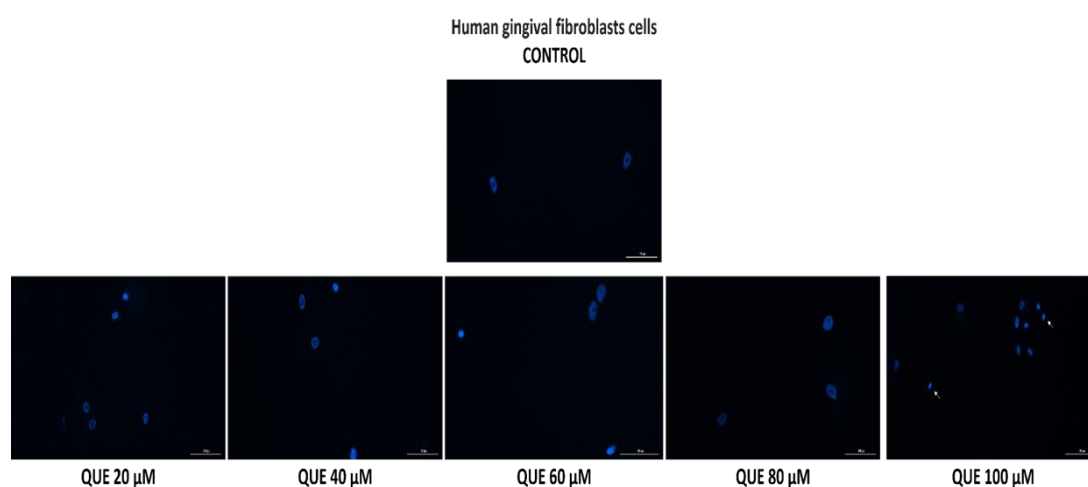 Human gingival fibroblasts cells
CONTROL
QUE 20 µM
QUE 40 µM
QUE 60 µM
QUE 80 µM
QUE 100 µM